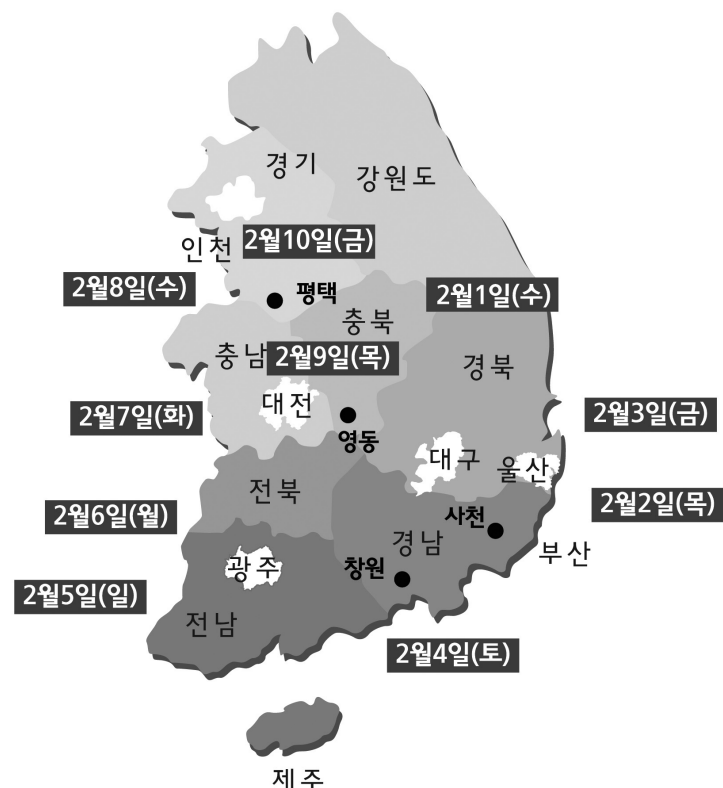 경기
강원도
인천
2월10일(금)
2월8일(수)
평택
2월1일(수)
충북
충남
2월9일(목)
경북
대전
2월7일(화)
2월3일(금)
영동
대구
울산
전북
2월6일(월)
사천
2월2일(목)
경남
부산
광주
창원
2월5일(일)
전남
2월4일(토)
제주